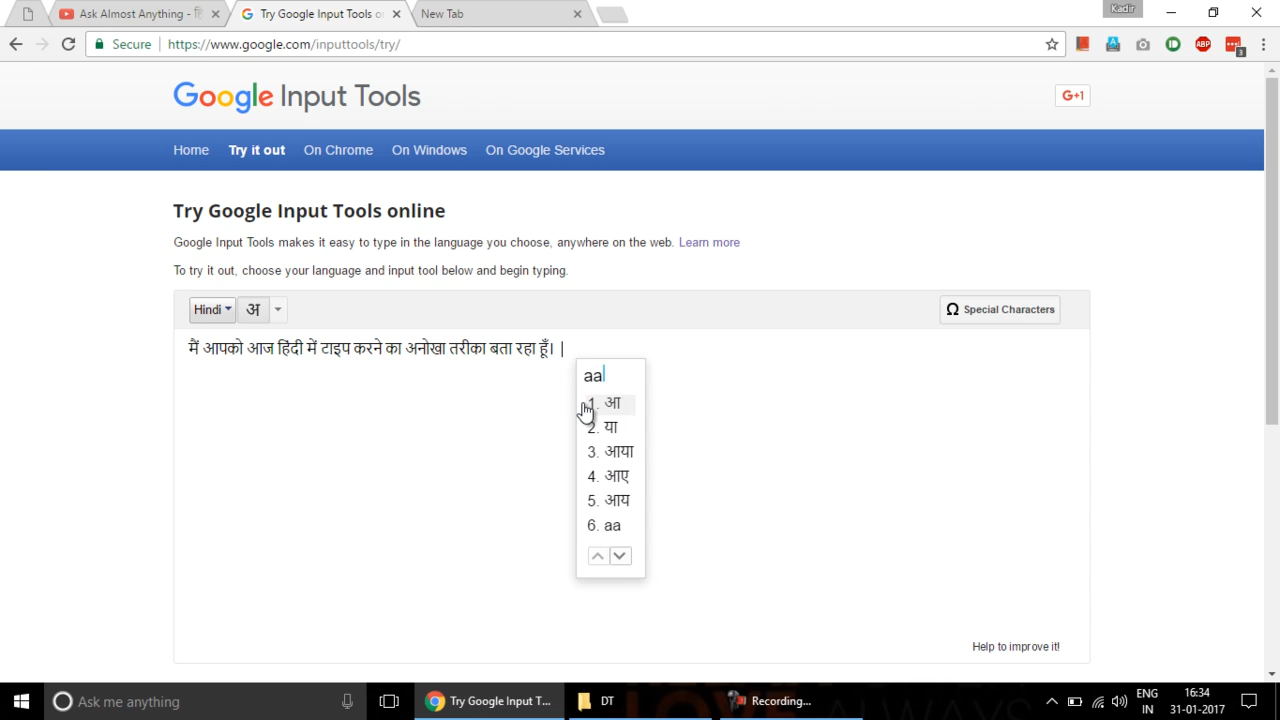 Ask Almost Anything - हि
Try Google Input Tools o
New Tab
Kadir
Secure
https://www.google.com/inputtools/try/
ABP
3
Google Input Tools
G+1
Home
Try it out
On Chrome
On Windows
On Google Services
Try Google Input Tools online
Google Input Tools makes it easy to type in the language you choose, anywhere on the web. Learn more
To try it out, choose your language and input tool below and begin typing.
Hindi
अ
Ω Special Characters
मैं आपको आज हिंदी में टाइप करने का अनोखा तरीका बता रहा हूँ।
aa
1. आ
2. या
3. आया
4. आए
5. आय
6. aa
Help to improve it!
Ask me anything
Try Google Input T...
DT
Recording...
ENG
IN
16:34
31-01-2017